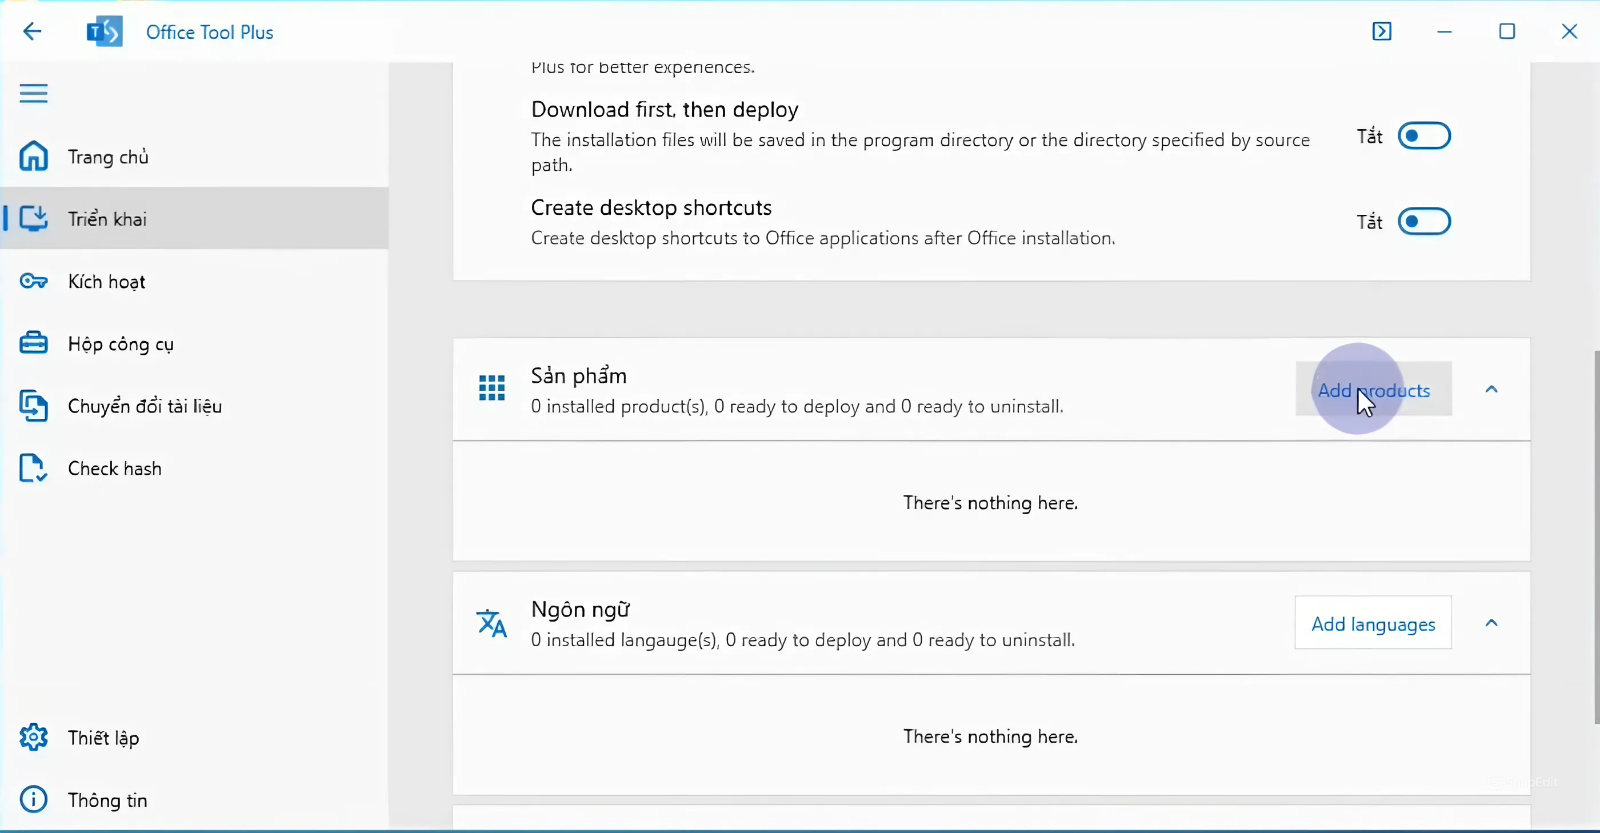 Office Tool Plus
Plus for better experiences.
Download first, then deploy
The installation files will be saved in the program directory or the directory specified by source
path.
Tắt
Create desktop shortcuts
Create desktop shortcuts to Office applications after Office installation.
Tắt
Trang chủ
Triển khai
Kích hoạt
Hộp công cụ
Chuyển đổi tài liệu
Check hash
Thiết lập
Thông tin
Sản phẩm
0 installed product(s), 0 ready to deploy and 0 ready to uninstall.
Add products
There's nothing here.
Ngôn ngữ
0 installed langauge(s), 0 ready to deploy and 0 ready to uninstall.
Add languages
There's nothing here.